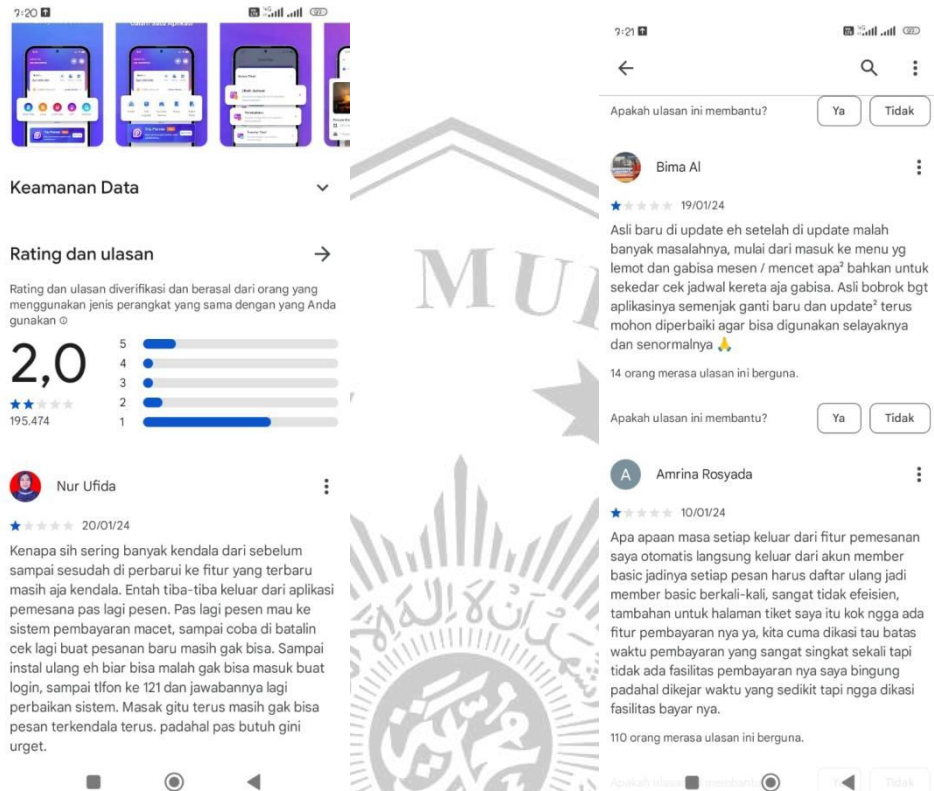 7:20
Keamanan Data
Rating dan ulasan
Rating dan ulasan diverifikasi dan berasal dari orang yang
menggunakan jenis perangkat yang sama dengan yang Anda
gunakan
2,0
195.474
5
4
3
2
1
Nur Ufida
20/01/24
Kenapa sih sering banyak kendala dari sebelum
sampai sesudah di perbarui ke fitur yang terbaru
masih aja kendala. Entah tiba-tiba keluar dari aplikasi
pemesana pas lagi pesen. Pas lagi pesen mau ke
sistem pembayaran macet, sampai coba di batalin
cek lagi buat pesanan baru masih gak bisa. Sampai
instal ulang eh biar bisa malah gak bisa masuk buat
login, sampai tlfon ke 121 dan jawabannya lagi
perbaikan sistem. Masak gitu terus masih gak bisa
pesan terkendala terus. padahal pas butuh gini
urget.
MU
7:21
Apakah ulasan ini membantu?
Ya
Tidak
Bima Al
19/01/24
Asli baru di update eh setelah di update malah
banyak masalahnya, mulai dari masuk ke menu yg
lemot dan gabisa mesen / mencet apa² bahkan untuk
sekedar cek jadwal kereta aja gabisa. Asli bobrok bgt
aplikasinya semenjak ganti baru dan update² terus
mohon diperbaiki agar bisa digunakan selayaknya
dan senormalnya 🙏
14 orang merasa ulasan ini berguna.
Apakah ulasan ini membantu?
Ya
Tidak
A
Amrina Rosyada
10/01/24
Apa apaan masa setiap keluar dari fitur pemesanan
saya otomatis langsung keluar dari akun member
basic jadinya setiap pesan harus daftar ulang jadi
member basic berkali-kali, sangat tidak efeisien,
tambahan untuk halaman tiket saya itu kok ngga ada
fitur pembayaran nya ya, kita cuma dikasi tau batas
waktu pembayaran yang sangat singkat sekali tapi
tidak ada fasilitas pembayaran nya saya bingung
padahal dikejar waktu yang sedikit tapi ngga dikasi
fasilitas bayar nya.
110 orang merasa ulasan ini berguna.